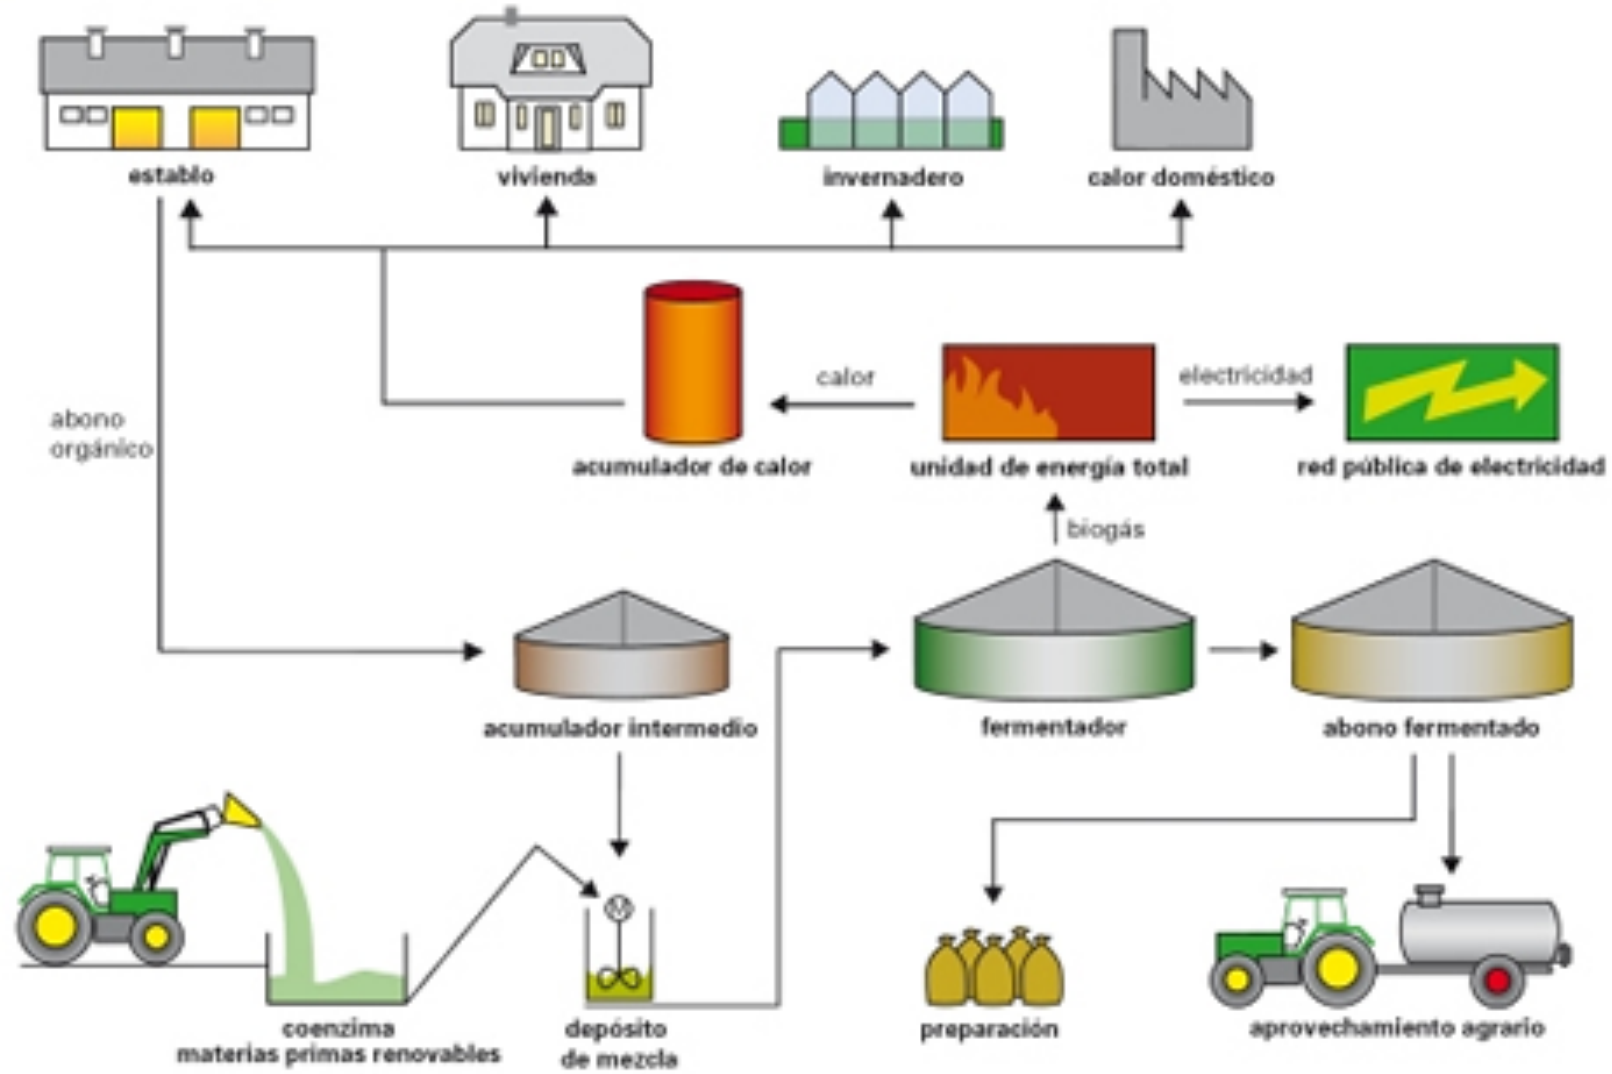 establo
vivienda
invernadero
calor doméstico
calor
electricidad
abono
orgánico
acumulador de calor
unidad de energía total
red pública de electricidad
biogás
acumulador intermedio
fermentador
abono fermentado
M
coenzima
materias primas renovables
depósito
de mezcla
preparación
aprovechamiento agrario